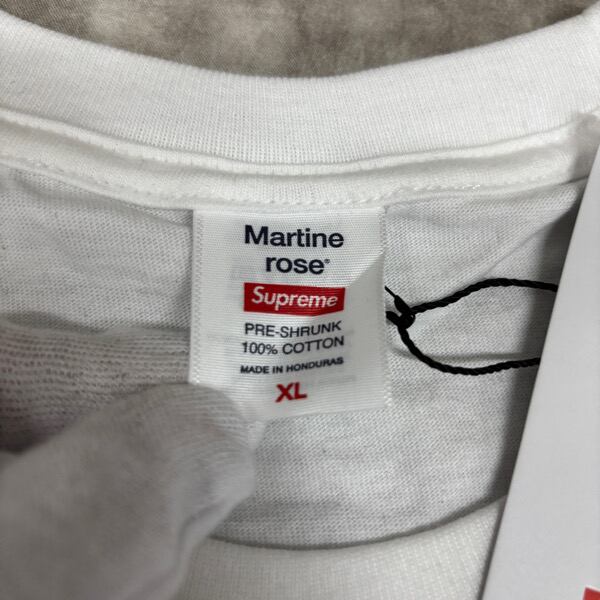 Martine
rose®
Supreme
PRE-SHRUNK
100% COTTON
MADE IN HONDURAS
XL